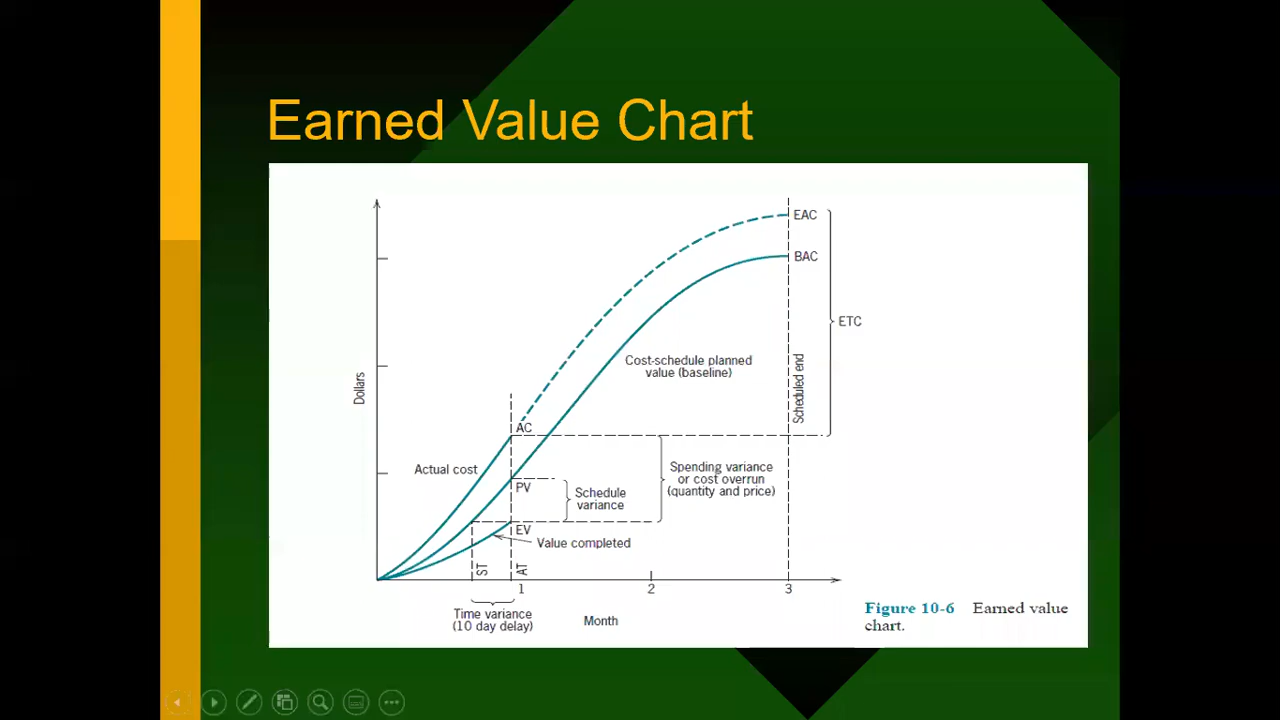 Earned Value Chart
EAC
BAC
ETC
Cost-schedule planned
value (baseline)
Scheduled end
Dollars
AC
Actual cost
Spending variance
or cost overrun
(quantity and price)
PV
Schedule
variance
EV
Value completed
ST
AT
1
2
3
Time variance
(10 day delay)
Month
Figure 10-6 Earned value
chart.